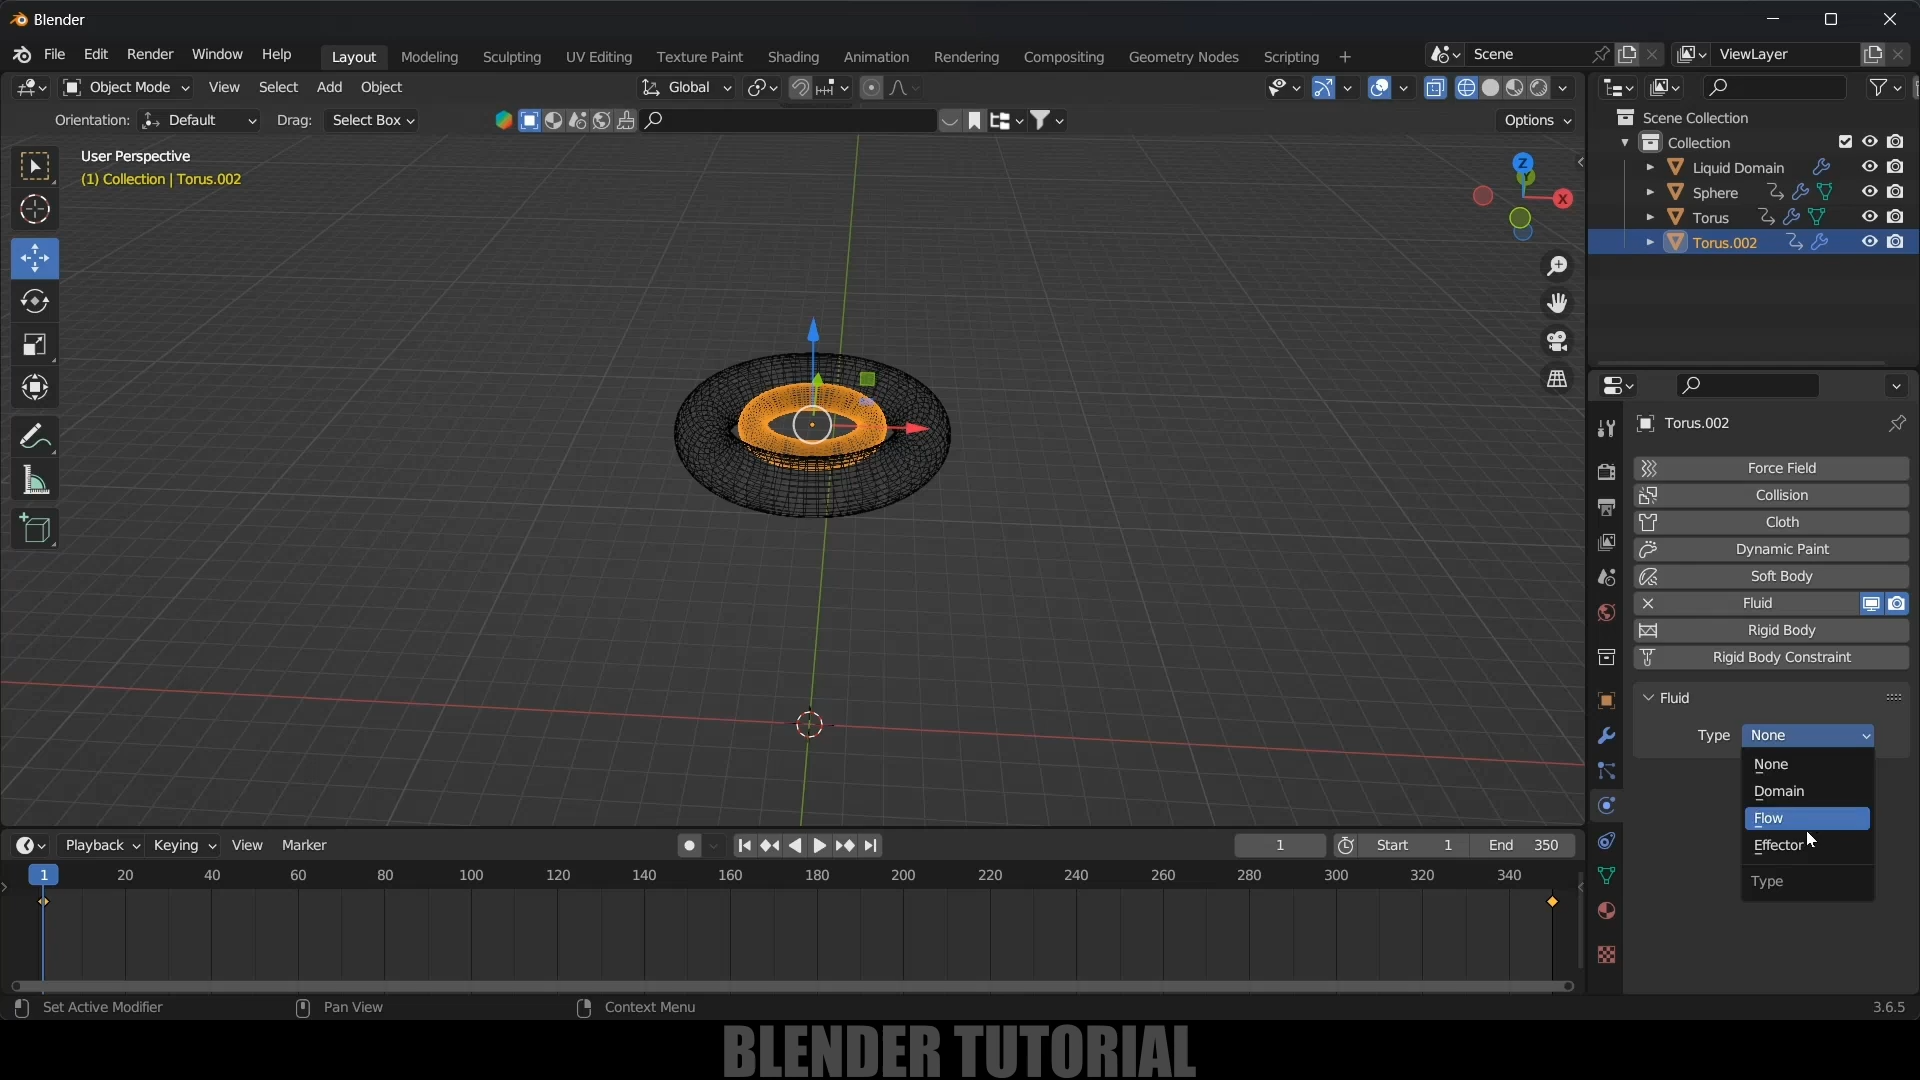 Blender
File Edit Render Window Help Layout Modeling Sculpting UV Editing Texture Paint Shading Animation Rendering Compositing Geometry Nodes Scripting + Scene ViewLayer
Object Mode View Select Add Object Global
Orientation: Default Drag: Select Box Options
User Perspective
(1) Collection | Torus.002
Z
Y
X
Scene Collection
Collection
Liquid Domain
Sphere
Torus
Torus.002
Torus.002
Force Field
Collision
Cloth
Dynamic Paint
Soft Body
Fluid
Rigid Body
Rigid Body Constraint
Fluid
Type None
None
Domain
Flow
Effector
Type
Playback Keying View Marker 1 Start 1 End 350
1 20 40 60 80 100 120 140 160 180 200 220 240 260 280 300 320 340
Set Active Modifier Pan View Context Menu 3.6.5
BLENDER TUTORIAL